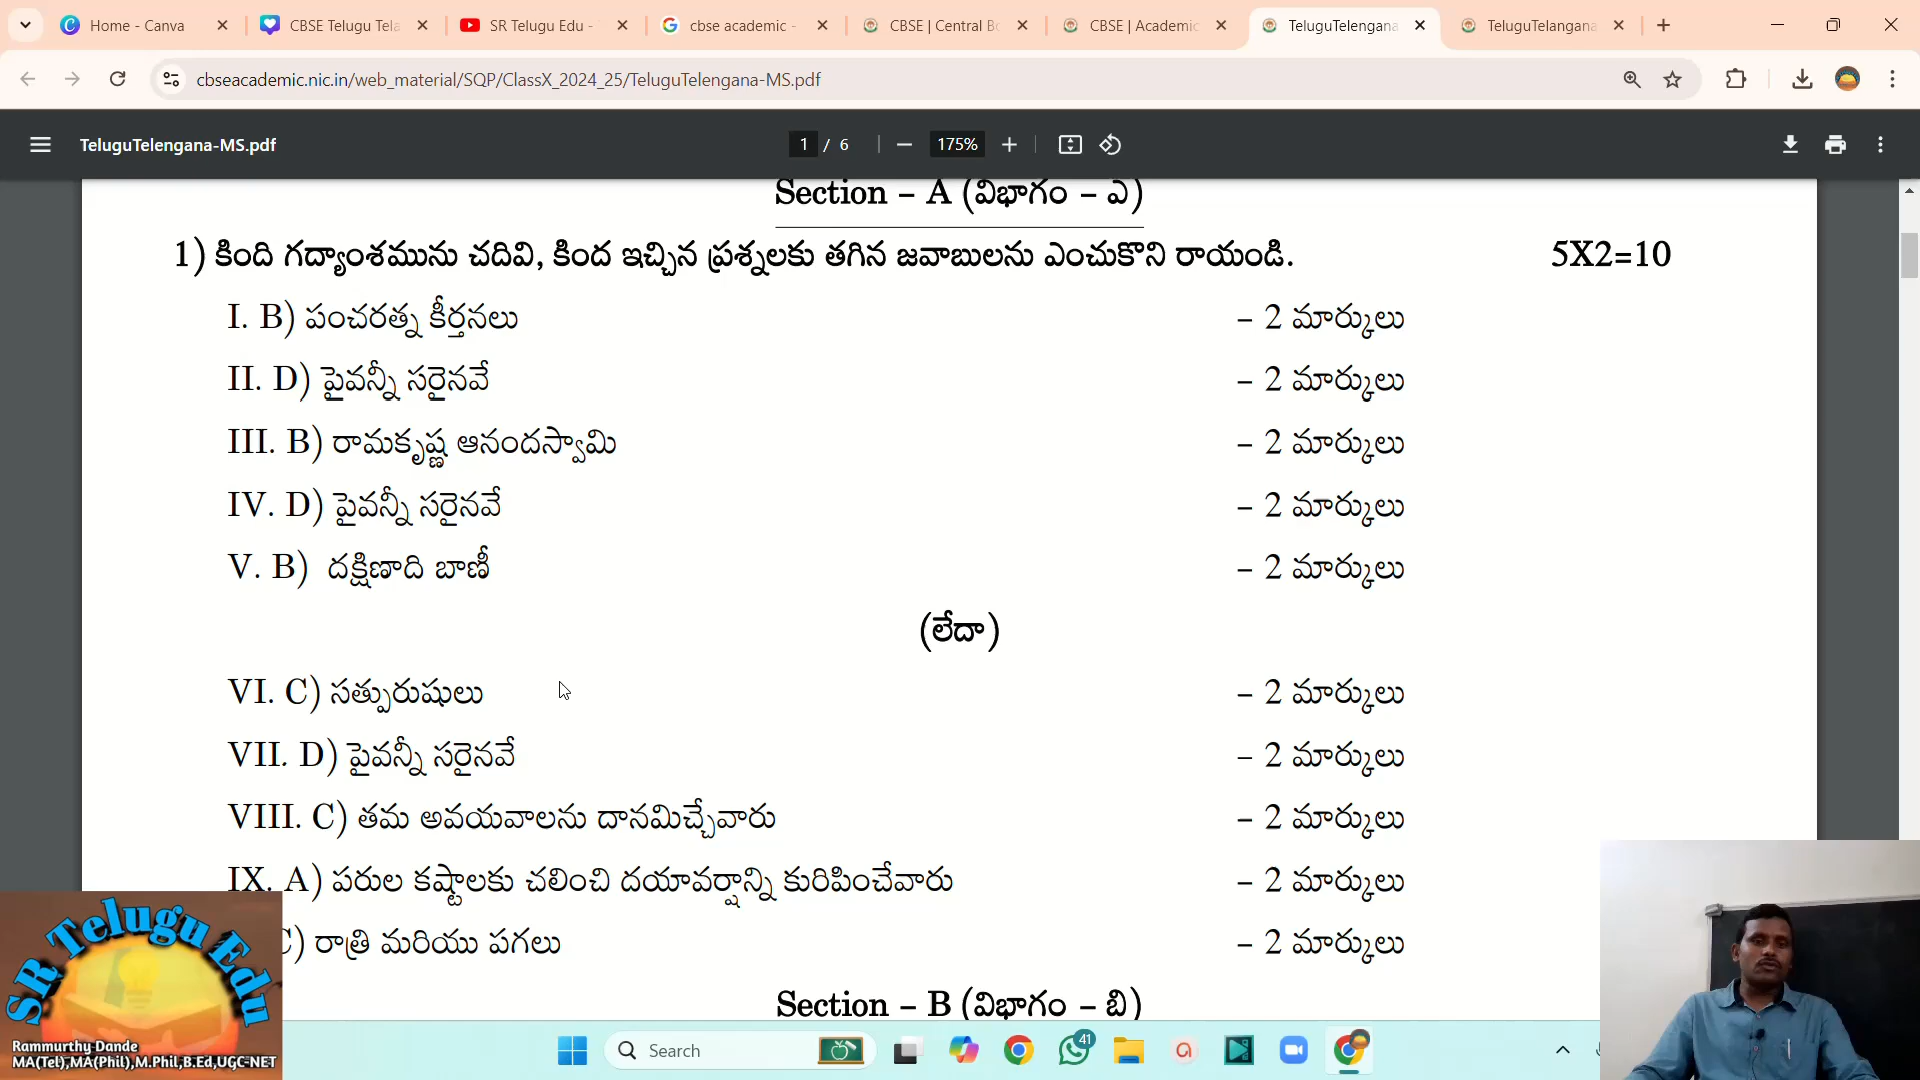 Home - Canva
CBSE Telugu Tela
SR Telugu Edu -
cbse academic -
CBSE | Central Bo
CBSE | Academic
TeluguTelengana
TeluguTelangana
cbseacademic.nic.in/web_material/SQP/ClassX_2024_25/TeluguTelengana-MS.pdf
TeluguTelengana-MS.pdf
1 / 6
175%
Section – A (విభాగం – ఎ)
1) కింది గద్యాంశమును చదివి, కింద ఇచ్చిన ప్రశ్నలకు తగిన జవాబులను ఎంచుకొని రాయండి. 5X2=10
I. B) పంచరత్న కీర్తనలు – 2 మార్కులు
II. D) పైవన్నీ సరైనవే – 2 మార్కులు
III. B) రామకృష్ణ ఆనందస్వామి – 2 మార్కులు
IV. D) పైవన్నీ సరైనవే – 2 మార్కులు
V. B) దక్షిణాది బాణీ – 2 మార్కులు
(లేదా)
VI. C) సత్పురుషులు – 2 మార్కులు
VII. D) పైవన్నీ సరైనవే – 2 మార్కులు
VIII. C) తమ అవయవాలను దానమిచ్చేవారు – 2 మార్కులు
IX. A) పరుల కష్టాలకు చలించి దయావర్షాన్ని కురిపించేవారు – 2 మార్కులు
C) రాత్రి మరియు పగలు – 2 మార్కులు
Section – B (విభాగం – బి)
SR Telugu Edu
Rammurthy Dande
MA(Tel),MA(Phil),M.Phil,B.Ed,UGC-NET
Search
41